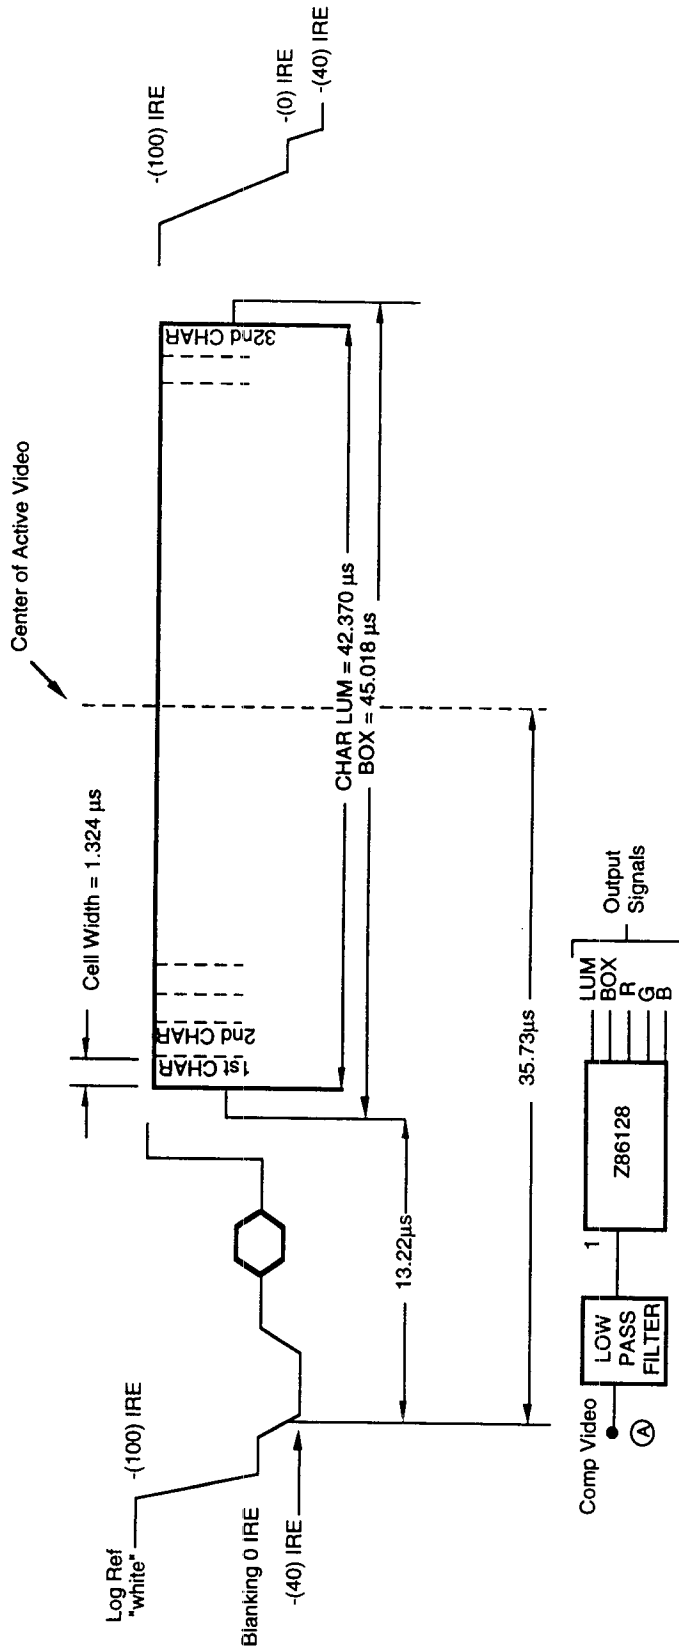 Center of Active Video
Cell Width = 1.324 µs
-(100) IRE
-(0) IRE
-(40) IRE
Log Ref
"white"
-(100) IRE
Blanking 0 IRE
-(40) IRE
1st CHAR
2nd CHAR
32nd CHAR
CHAR LUM = 42.370 µs
BOX = 45.018 µs
13.22µs
35.73µs
Comp Video
A
LOW
PASS
FILTER
1
Z86128
LUM
BOX
R
G
B
Output
Signals